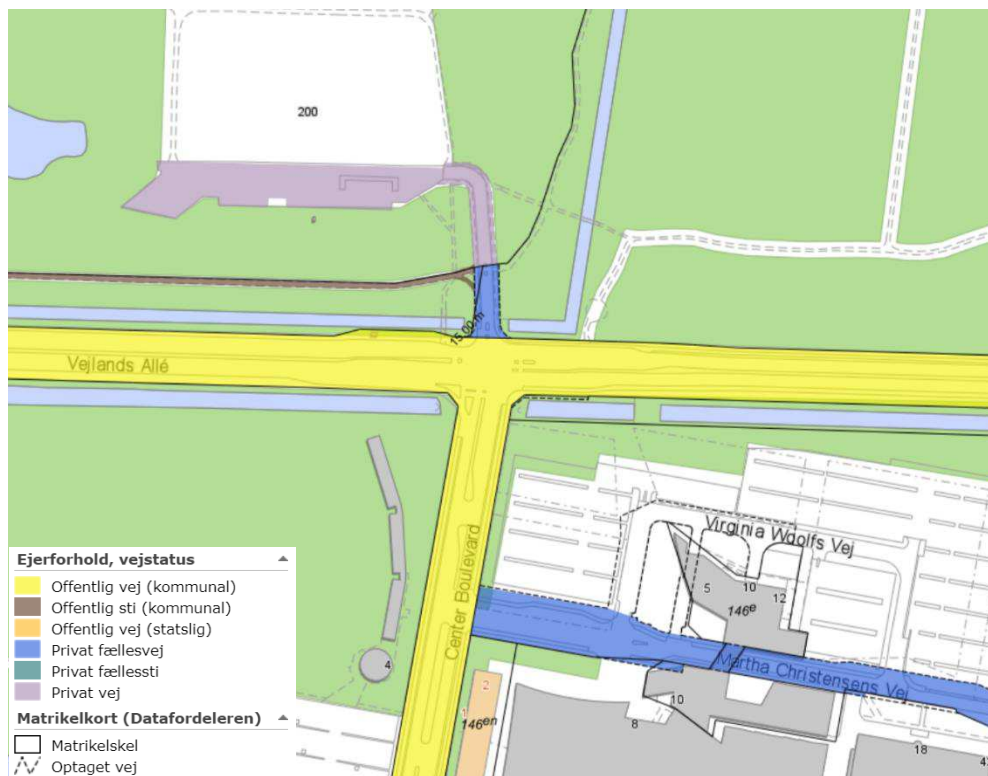 200
15.00 m
Vejlands Allé
Center Boulevard
Virginia Woolfs Vej
5
10
12
146e
Martha Christensens Vej
4
2
1
146en
10
8
18
Ejerforhold, vejstatus
Offentlig vej (kommunal)
Offentlig sti (kommunal)
Offentlig vej (statslig)
Privat fællesvej
Privat fællessti
Privat vej
Matrikelkort (Datafordeleren)
Matrikelskel
Optaget vej